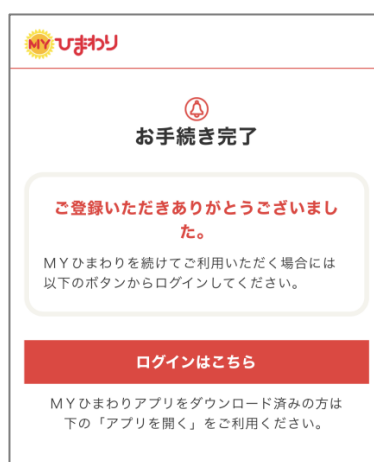 MYひまわり
お手続き完了
ご登録いただきありがとうございまし
た。
ＭＹひまわりを続けてご利用いただく場合には
以下のボタンからログインしてください。
ログインはこちら
ＭＹひまわりアプリをダウンロード済みの方は
下の「アプリを開く」をご利用ください。